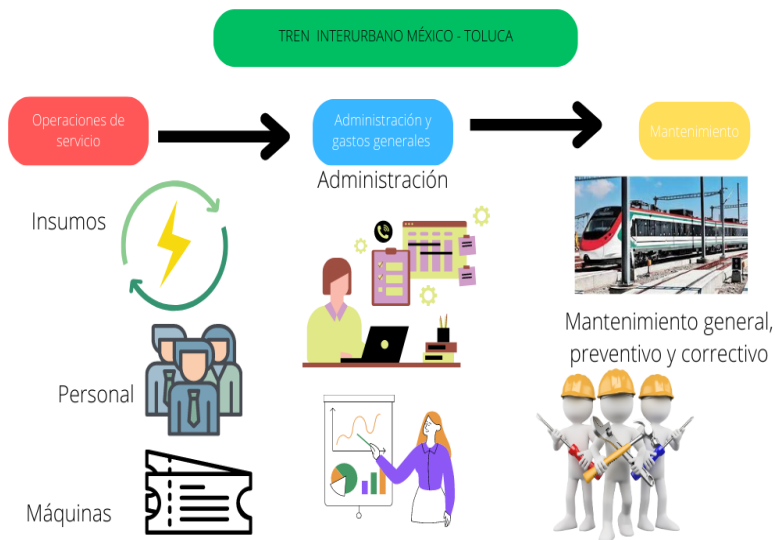 TREN INTERURBANO MÉXICO - TOLUCA
Operaciones de
servicio
Administración y
gastos generales
Mantenimiento
Administración
Insumos
Mantenimiento general,
preventivo y correctivo
Personal
Máquinas